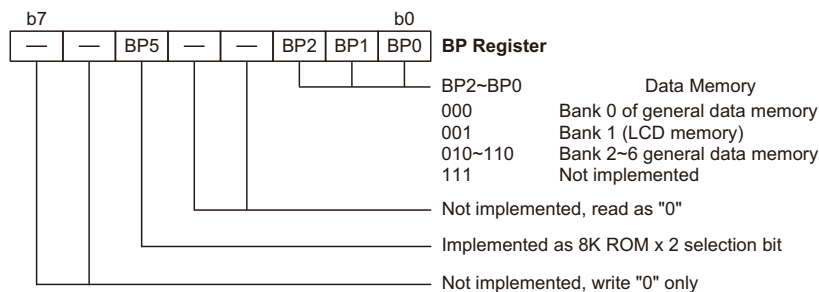 b7 b0
— — BP5 — — BP2 BP1 BP0 BP Register
BP2~BP0 Data Memory
000 Bank 0 of general data memory
001 Bank 1 (LCD memory)
010~110 Bank 2~6 general data memory
111 Not implemented
Not implemented, read as "0"
Implemented as 8K ROM x 2 selection bit
Not implemented, write "0" only